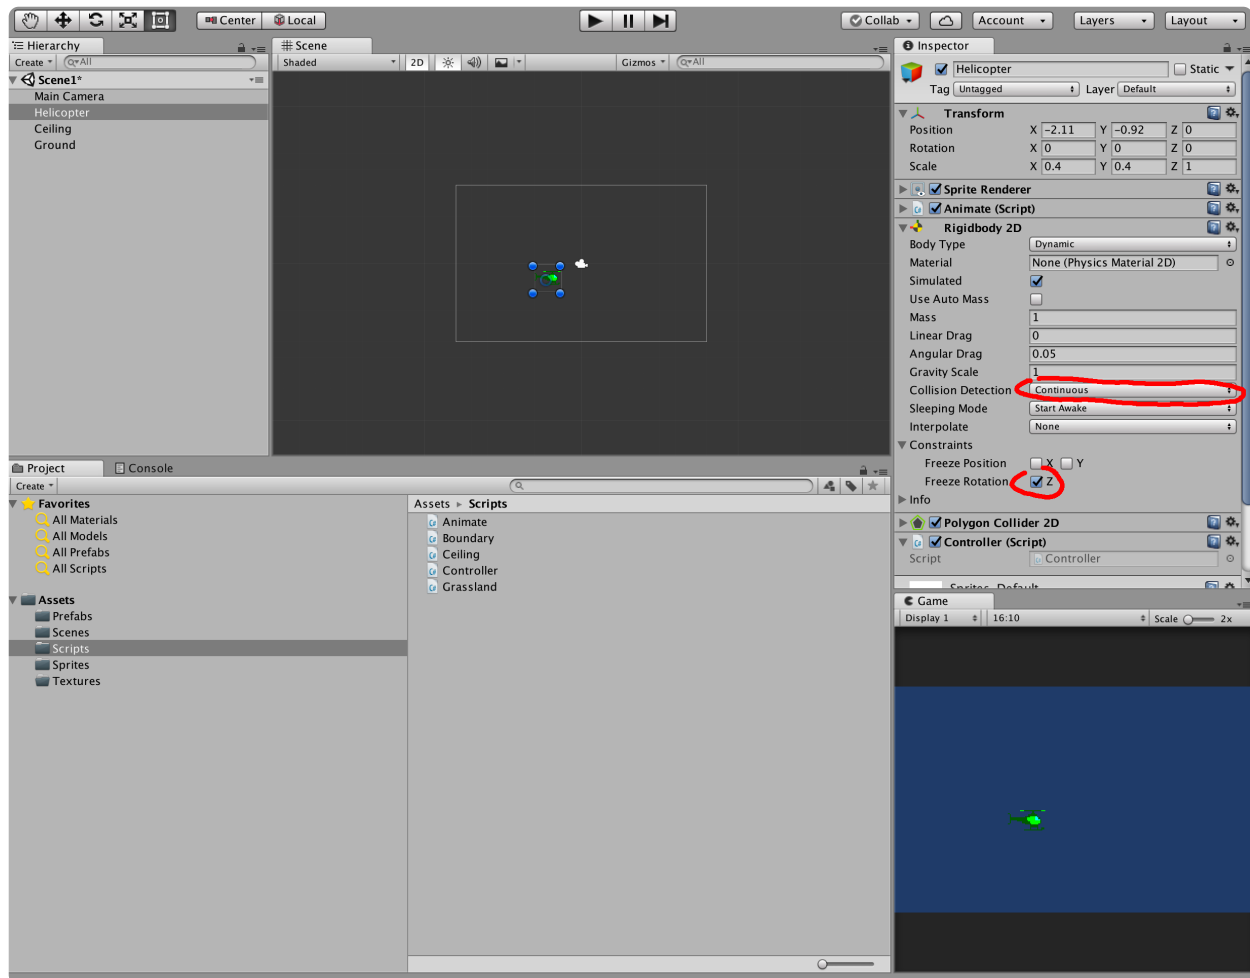 Center Local Collab Account Layers Layout
Hierarchy
Create All
Scene1*
Main Camera
Helicopter
Ceiling
Ground
Scene
Shaded 2D Gizmos All
Inspector
Helicopter Static
Tag Untagged Layer Default
Transform
Position X -2.11 Y -0.92 Z 0
Rotation X 0 Y 0 Z 0
Scale X 0.4 Y 0.4 Z 1
Sprite Renderer
Animate (Script)
Rigidbody 2D
Body Type Dynamic
Material None (Physics Material 2D)
Simulated
Use Auto Mass
Mass 1
Linear Drag 0
Angular Drag 0.05
Gravity Scale 1
Collision Detection Continuous
Sleeping Mode Start Awake
Interpolate None
Constraints
Freeze Position X Y
Freeze Rotation Z
Info
Polygon Collider 2D
Controller (Script)
Script Controller
Sprites-Default
Project Console
Create
Favorites
All Materials
All Models
All Prefabs
All Scripts
Assets
Prefabs
Scenes
Scripts
Sprites
Textures
Assets Scripts
Animate
Boundary
Ceiling
Controller
Grassland
Game
Display 1 16:10 Scale 2x